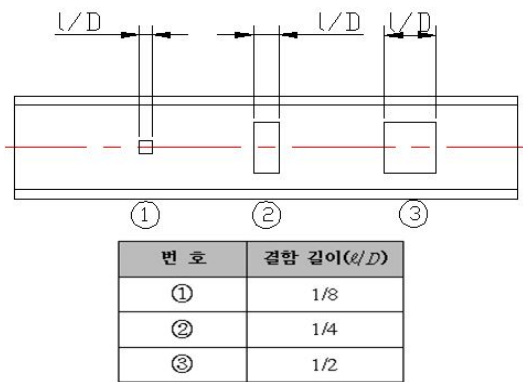 l/D l/D l/D
① ② ③
번 호 결함 길이(ℓ/D)
① 1/8
② 1/4
③ 1/2